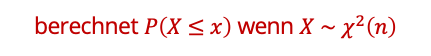 berechnet P(X ≤ x) wenn X ~ χ²(n)